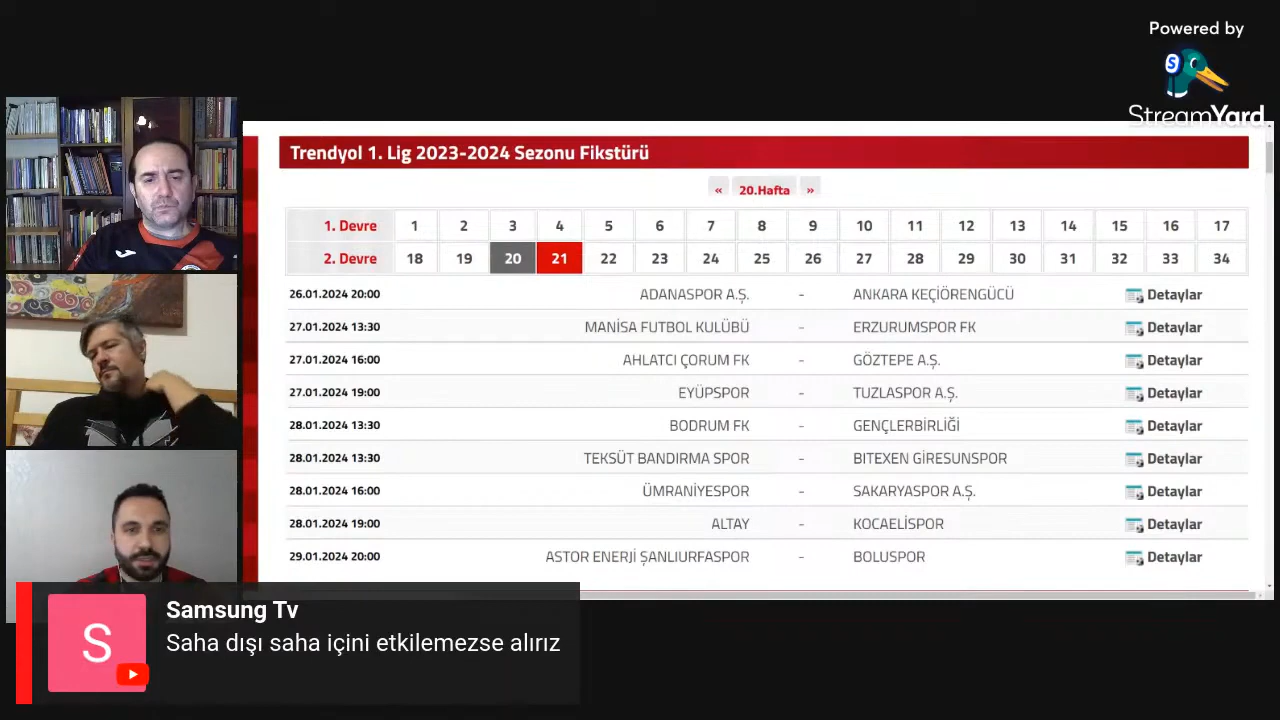 Powered by
StreamYard
Trendyol 1. Lig 2023-2024 Sezonu Fikstürü
« 20.Hafta »
1. Devre 1 2 3 4 5 6 7 8 9 10 11 12 13 14 15 16 17
2. Devre 18 19 20 21 22 23 24 25 26 27 28 29 30 31 32 33 34
26.01.2024 20:00 ADANASPOR A.Ş. - ANKARA KEÇİÖRENGÜCÜ Detaylar
27.01.2024 13:30 MANİSA FUTBOL KULÜBÜ - ERZURUMSPOR FK Detaylar
27.01.2024 16:00 AHLATCI ÇORUM FK - GÖZTEPE A.Ş. Detaylar
27.01.2024 19:00 EYÜPSPOR - TUZLASPOR A.Ş. Detaylar
28.01.2024 13:30 BODRUM FK - GENÇLERBİRLİĞİ Detaylar
28.01.2024 13:30 TEKSÜT BANDIRMA SPOR - BITEXEN GİRESUNSPOR Detaylar
28.01.2024 16:00 ÜMRANİYESPOR - SAKARYASPOR A.Ş. Detaylar
28.01.2024 19:00 ALTAY - KOCAELİSPOR Detaylar
29.01.2024 20:00 ASTOR ENERJİ ŞANLIURFASPOR - BOLUSPOR Detaylar
S
Samsung Tv
Saha dışı saha içini etkilemezse alırız